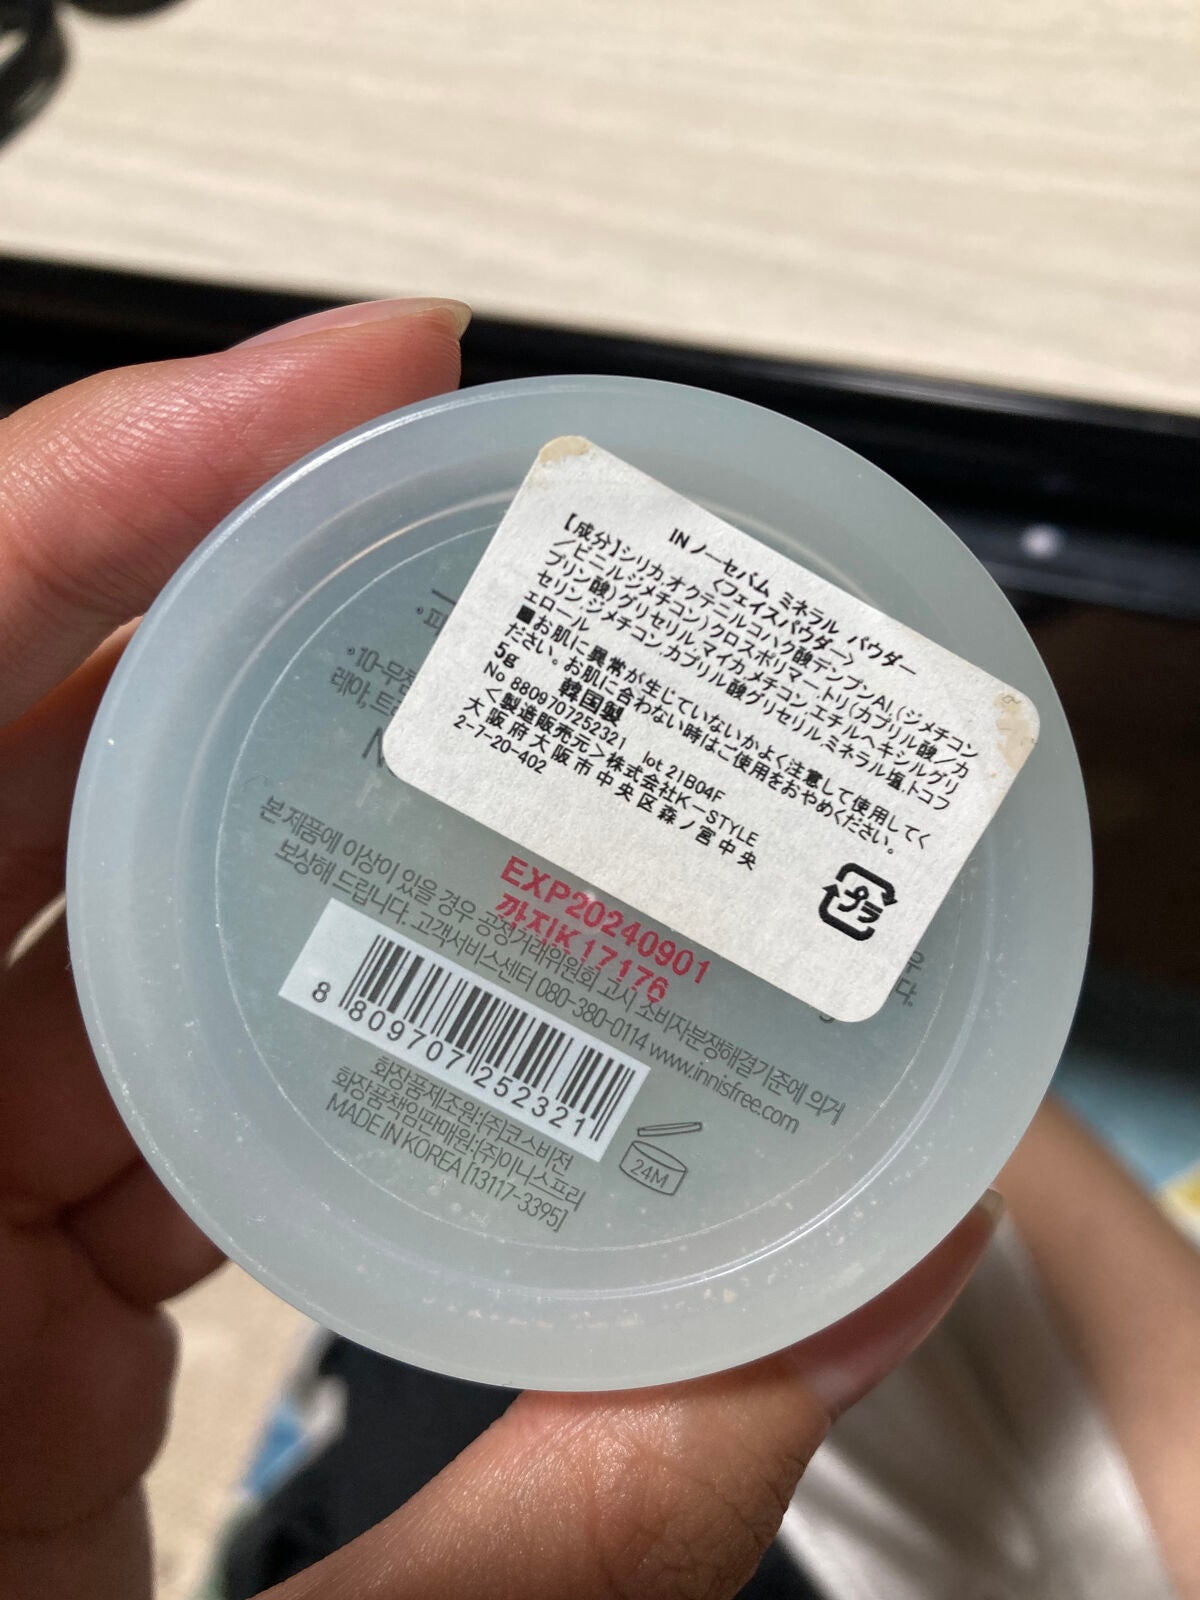 IN ノーセバム ミネラル パウダー
<フェイスパウダー>
【成分】シリカ.オクテニルコハク酸デンプンAl.(ジメチコン
/ビニルジメチコン)クロスポリマー.トリ(カプリル酸/カ
プリン酸)グリセリル.マイカ.メチコン.エチルヘキシルグリ
セリン.ジメチコン.カプリル酸グリセリル.ミネラル塩.トコフ
ェロール
■お肌に異常が生じていないかよく注意して使用してく
ださい。お肌に合わない時はご使用をおやめください。
5g 韓国製
No 8809707252321 lot 21B04F
<製造販売元>株式会社K-STYLE
大阪府大阪市中央区森ノ宮中央
2-7-20-402
プラ
10-무첨
레아, 트
EXP20240901
까지K17176
본 제품에 이상이 있을 경우 공정거래위원회 고시 소비자분쟁해결기준에 의거
보상해 드립니다. 고객서비스센터 080-380-0114 www.innisfree.com
8 809707 252321
24M
화장품제조원:(주)코스비전
화장품책임판매원:(주)이니스프리
MADE IN KOREA [13117-3395]